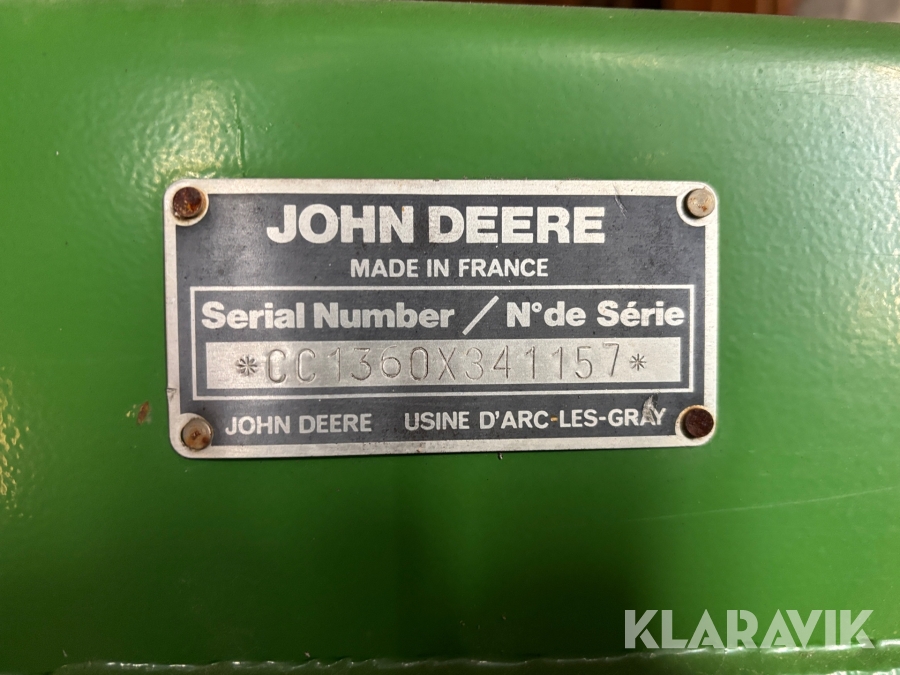 JOHN DEERE
MADE IN FRANCE
Serial Number / N° de Série
*CC1360X341157*
JOHN DEERE USINE D'ARC-LES-GRAY
KLARAVIK